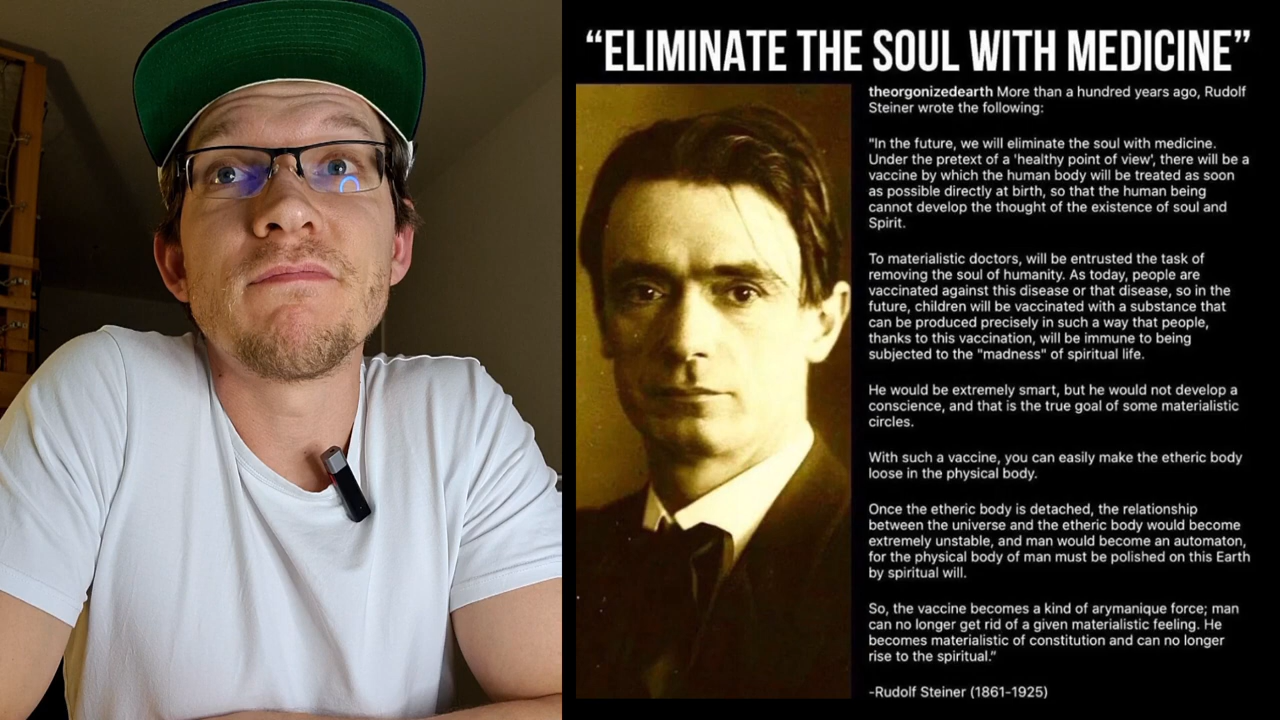 “ELIMINATE THE SOUL WITH MEDICINE”
theorgonizedearth More than a hundred years ago, Rudolf
Steiner wrote the following:
"In the future, we will eliminate the soul with medicine.
Under the pretext of a 'healthy point of view', there will be a
vaccine by which the human body will be treated as soon
as possible directly at birth, so that the human being
cannot develop the thought of the existence of soul and
Spirit.
To materialistic doctors, will be entrusted the task of
removing the soul of humanity. As today, people are
vaccinated against this disease or that disease, so in the
future, children will be vaccinated with a substance that
can be produced precisely in such a way that people,
thanks to this vaccination, will be immune to being
subjected to the "madness" of spiritual life.
He would be extremely smart, but he would not develop a
conscience, and that is the true goal of some materialistic
circles.
With such a vaccine, you can easily make the etheric body
loose in the physical body.
Once the etheric body is detached, the relationship
between the universe and the etheric body would become
extremely unstable, and man would become an automaton,
for the physical body of man must be polished on this Earth
by spiritual will.
So, the vaccine becomes a kind of arymanique force; man
can no longer get rid of a given materialistic feeling. He
becomes materialistic of constitution and can no longer
rise to the spiritual.”
-Rudolf Steiner (1861-1925)